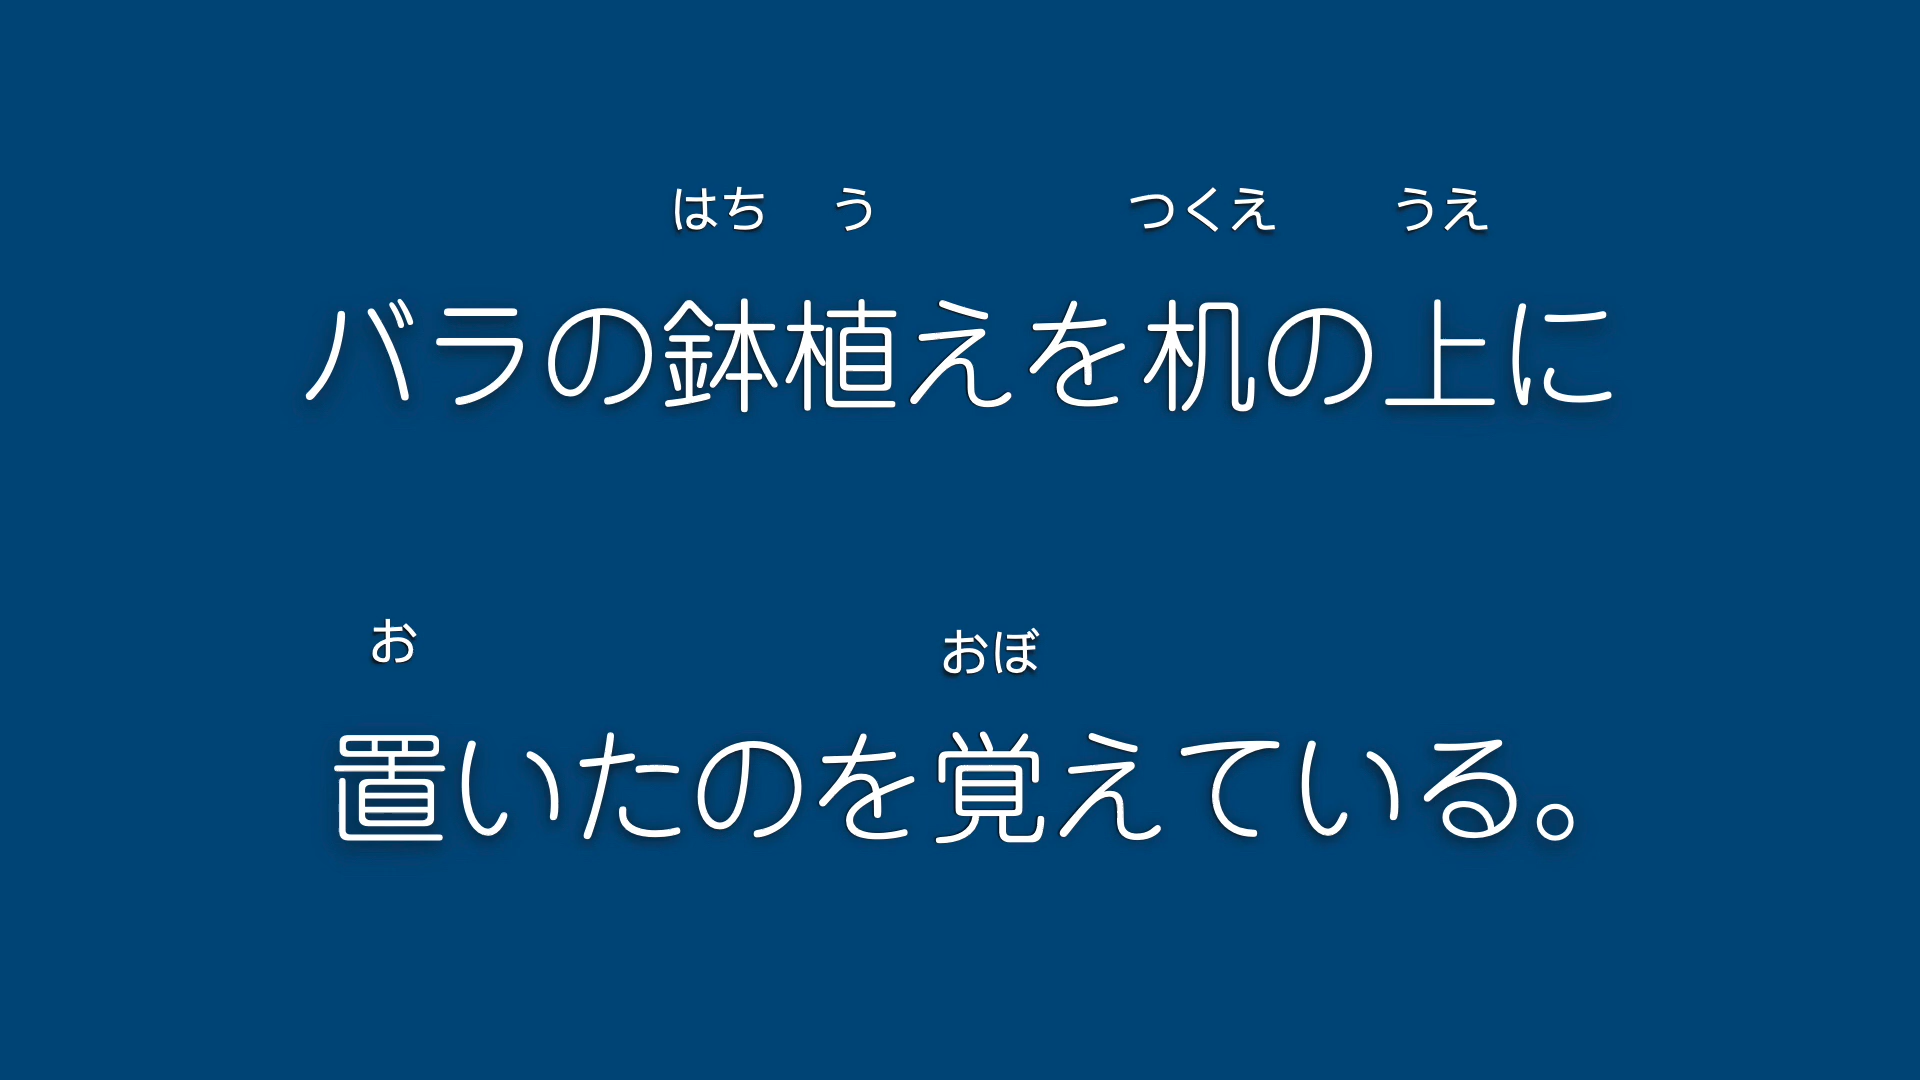 はち う つくえ うえ
バラの鉢植えを机の上に
お おぼ
置いたのを覚えている。